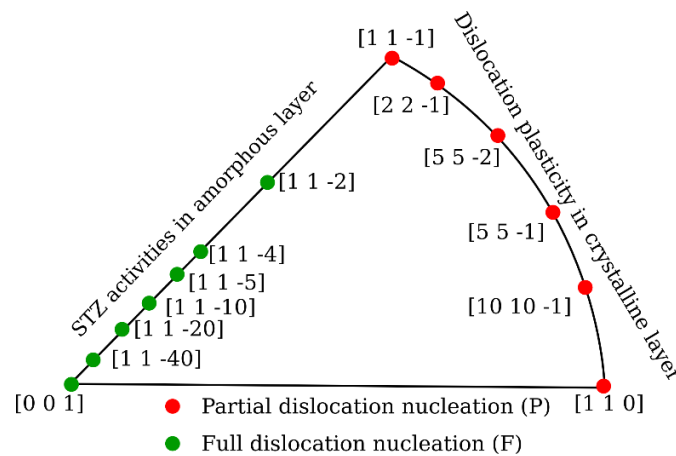 [1 1 -1]
Dislocation plasticity in crystalline layer
STZ activities in amorphous layer
[2 2 -1]
[5 5 -2]
[1 1 -2]
[5 5 -1]
[1 1 -4]
[1 1 -5]
[1 1 -10]
[10 10 -1]
[1 1 -20]
[1 1 -40]
[0 0 1]
[1 1 0]
Partial dislocation nucleation (P)
Full dislocation nucleation (F)